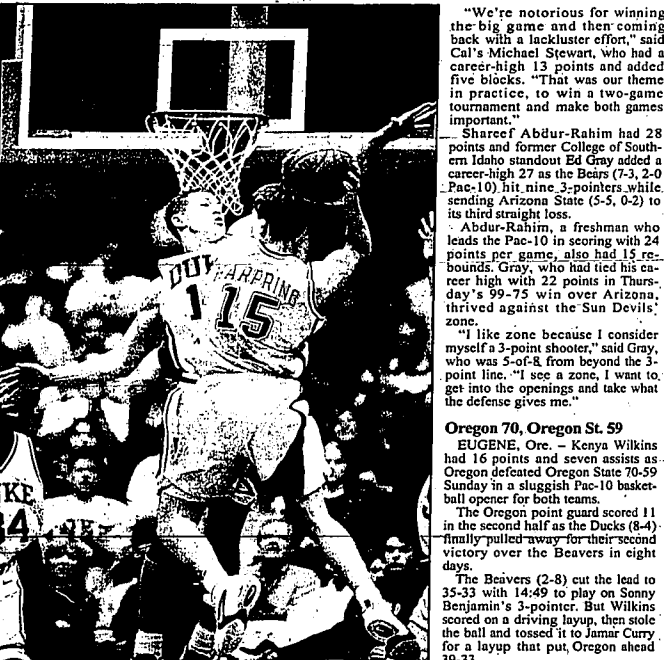 DUK
1
HARPRING
15
KE
34
"We're notorious for winning
the big game and then coming
back with a lackluster effort," said
Cal's Michael Stewart, who had a
career-high 13 points and added
five blocks. "That was our theme
in practice, to win a two-game
tournament and make both games
important."
Shareef Abdur-Rahim had 28
points and former College of South-
ern Idaho standout Ed Gray added a
career-high 27 as the Bears (7-3, 2-0
Pac-10) hit nine 3-pointers while
sending Arizona State (5-5, 0-2) to
its third straight loss.
Abdur-Rahim, a freshman who
leads the Pac-10 in scoring with 24
points per game, also had 15 re-
bounds. Gray, who had tied his ca-
reer high with 22 points in Thurs-
day's 99-75 win over Arizona,
thrived against the Sun Devils'
zone.
"I like zone because I consider
myself a 3-point shooter," said Gray,
who was 5-of-8 from beyond the 3-
point line. "I see a zone, I want to
get into the openings and take what
the defense gives me."
Oregon 70, Oregon St. 59
EUGENE, Ore. – Kenya Wilkins
had 16 points and seven assists as
Oregon defeated Oregon State 70-59
Sunday in a sluggish Pac-10 basket-
ball opener for both teams.
The Oregon point guard scored 11
in the second half as the Ducks (8-4)
finally pulled away for their second
victory over the Beavers in eight
days.
The Beavers (2-8) cut the lead to
35-33 with 14:49 to play on Sonny
Benjamin's 3-pointer. But Wilkins
scored on a driving layup, then stole
the ball and tossed it to Jamar Curry
for a layup that put Oregon ahead
39-33